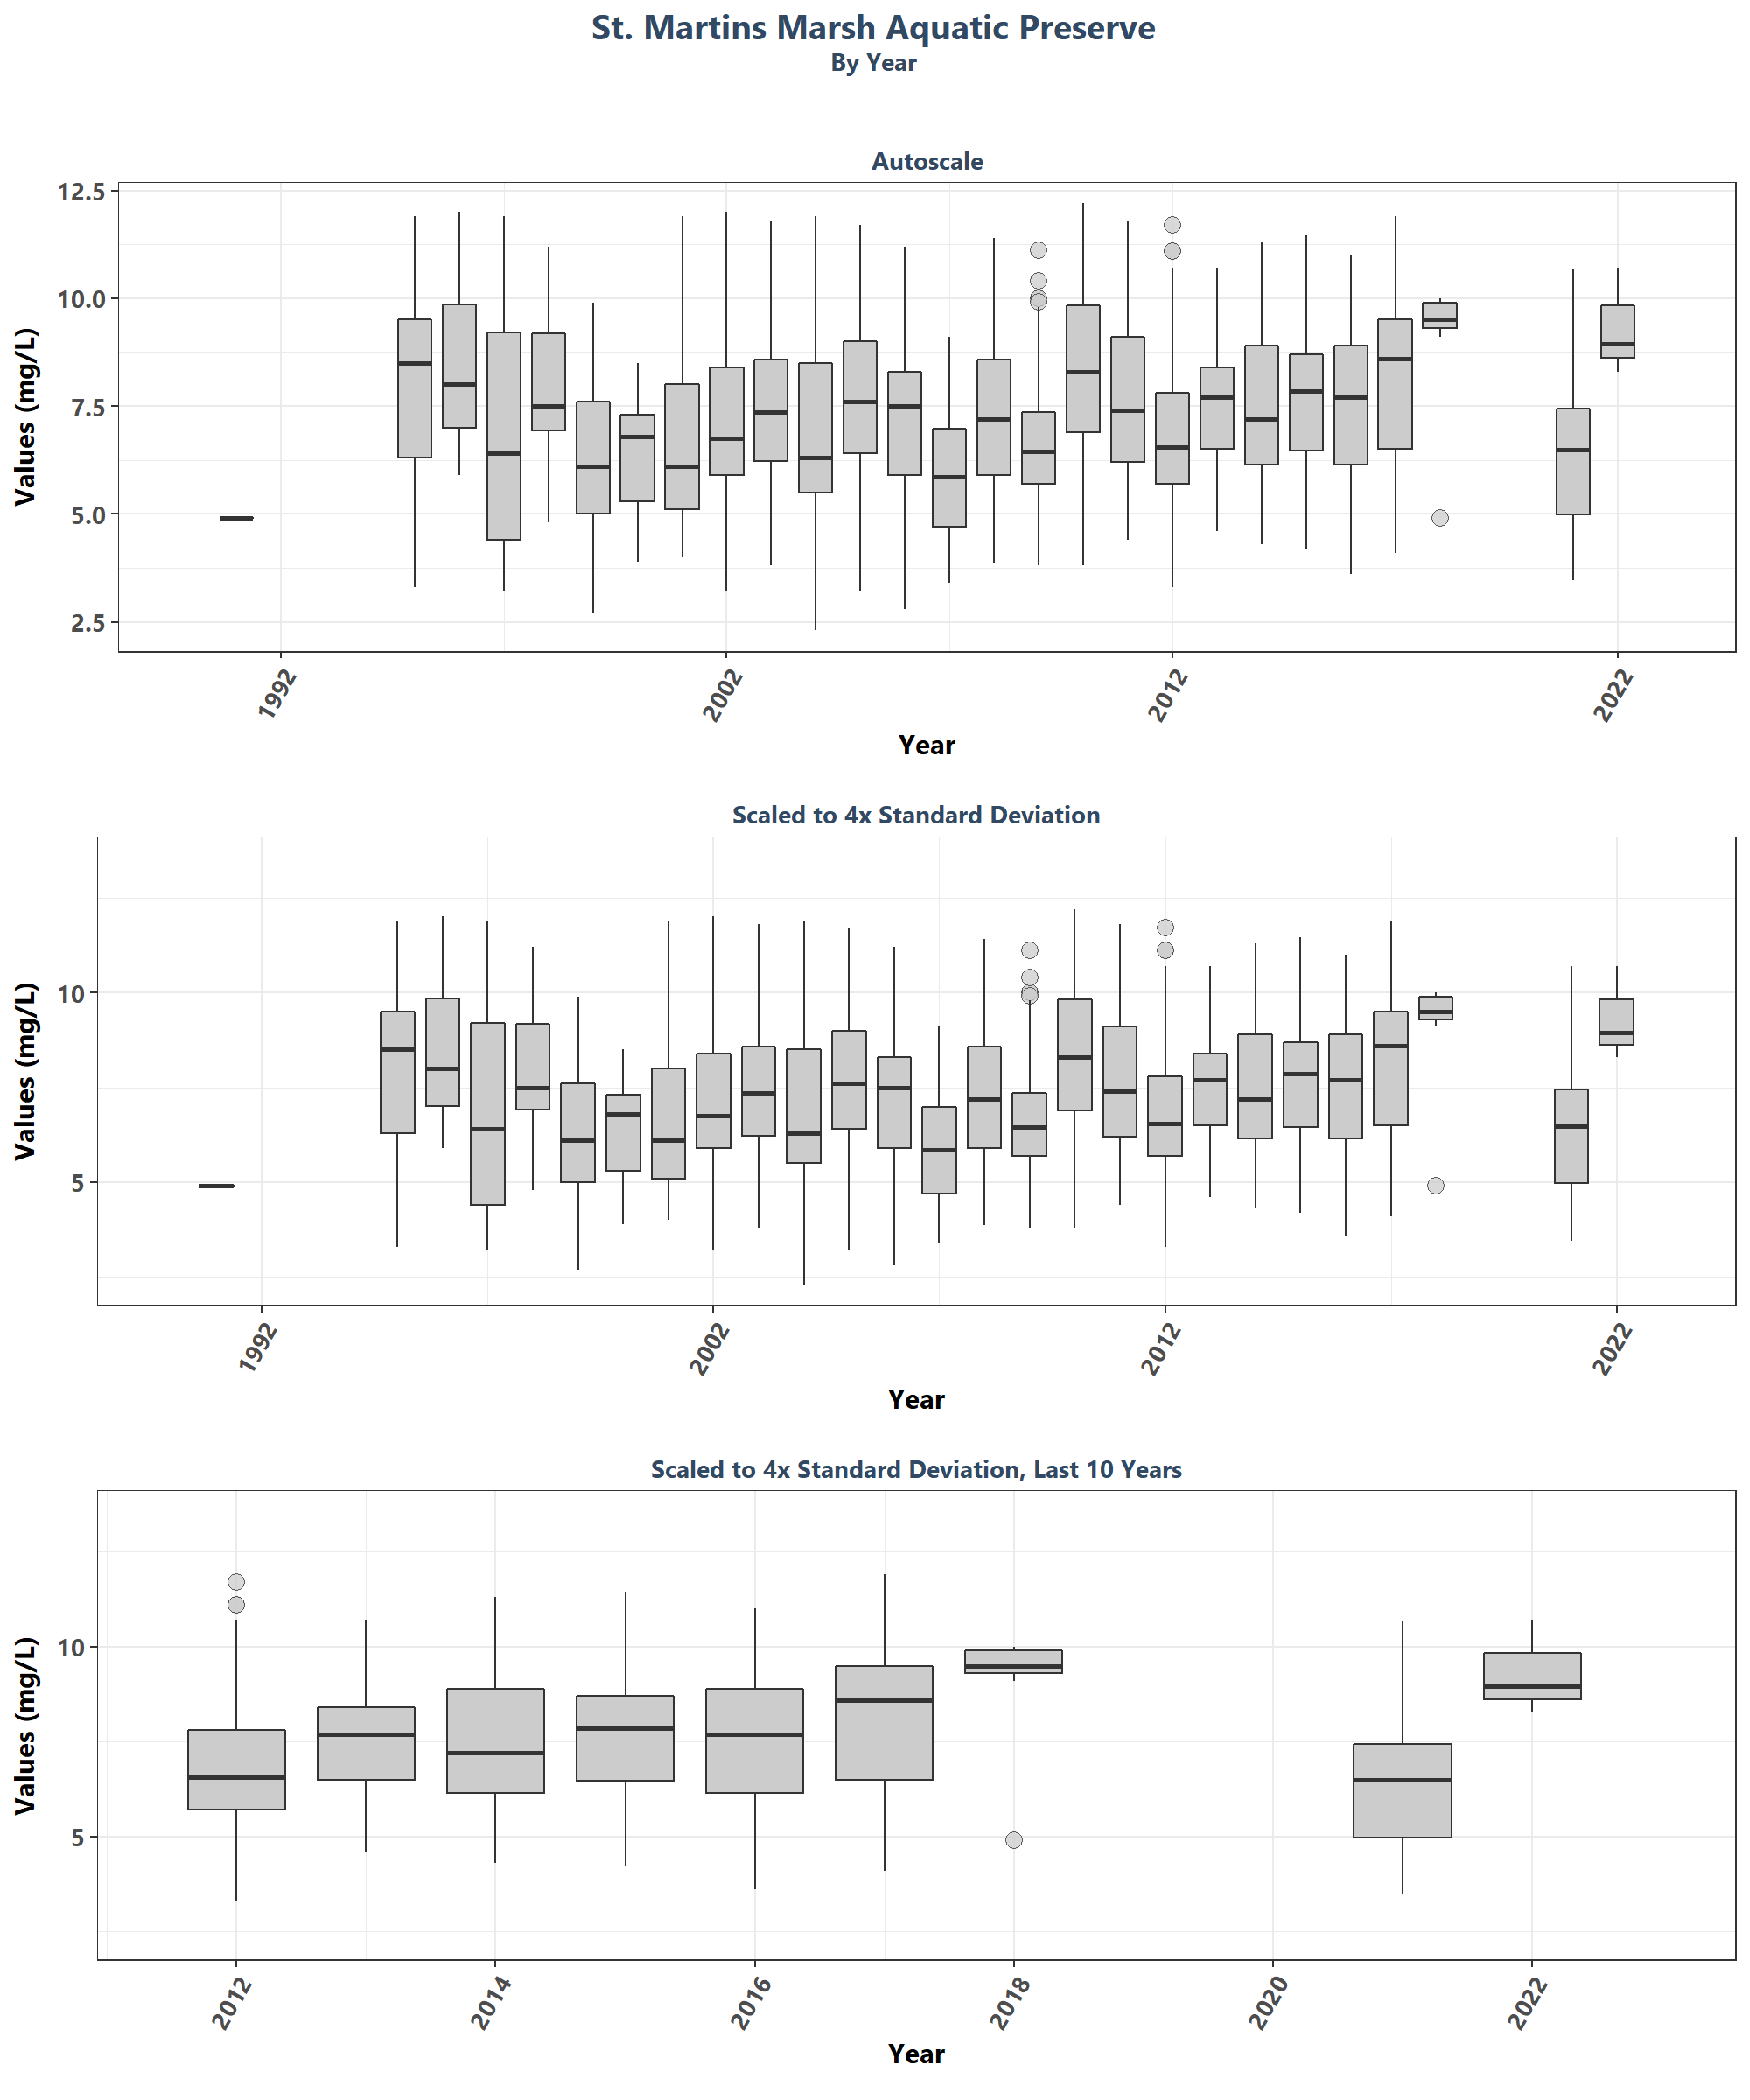 St. Martins Marsh Aquatic Preserve
By Year
Autoscale
Values (mg/L)
12.5
10.0
7.5
5.0
2.5
1992
2002
2012
2022
Year
Scaled to 4x Standard Deviation
Values (mg/L)
10
5
1992
2002
2012
2022
Year
Scaled to 4x Standard Deviation, Last 10 Years
Values (mg/L)
10
5
2012
2014
2016
2018
2020
2022
Year